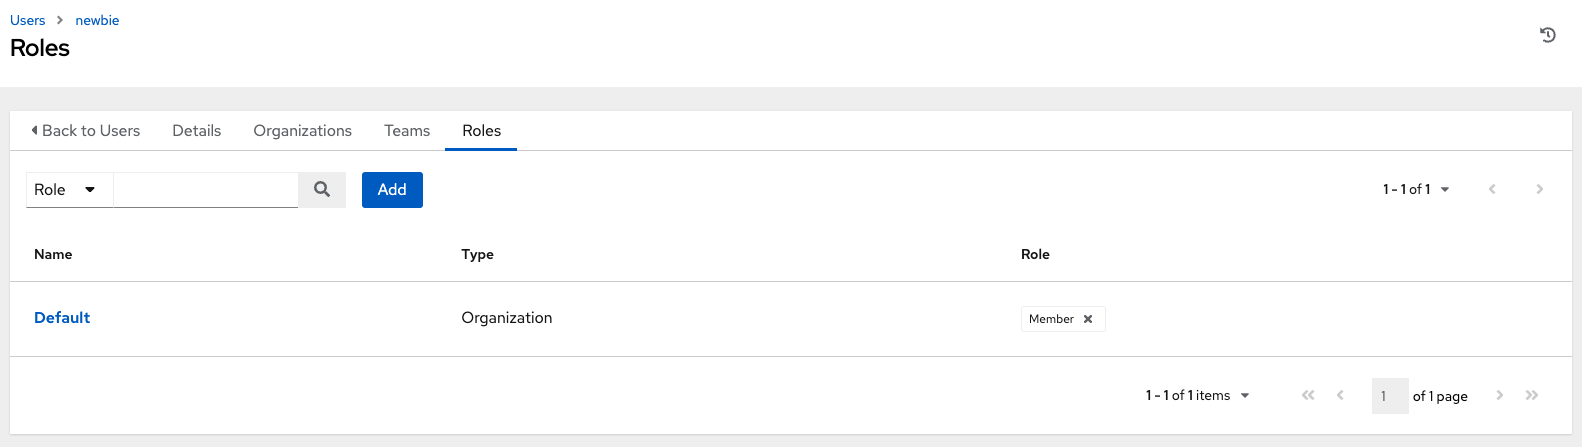 Users > newbie
Roles
Back to Users Details Organizations Teams Roles
Role Add 1 - 1 of 1
Name Type Role
Default Organization Member
1 - 1 of 1 items 1 of 1 page